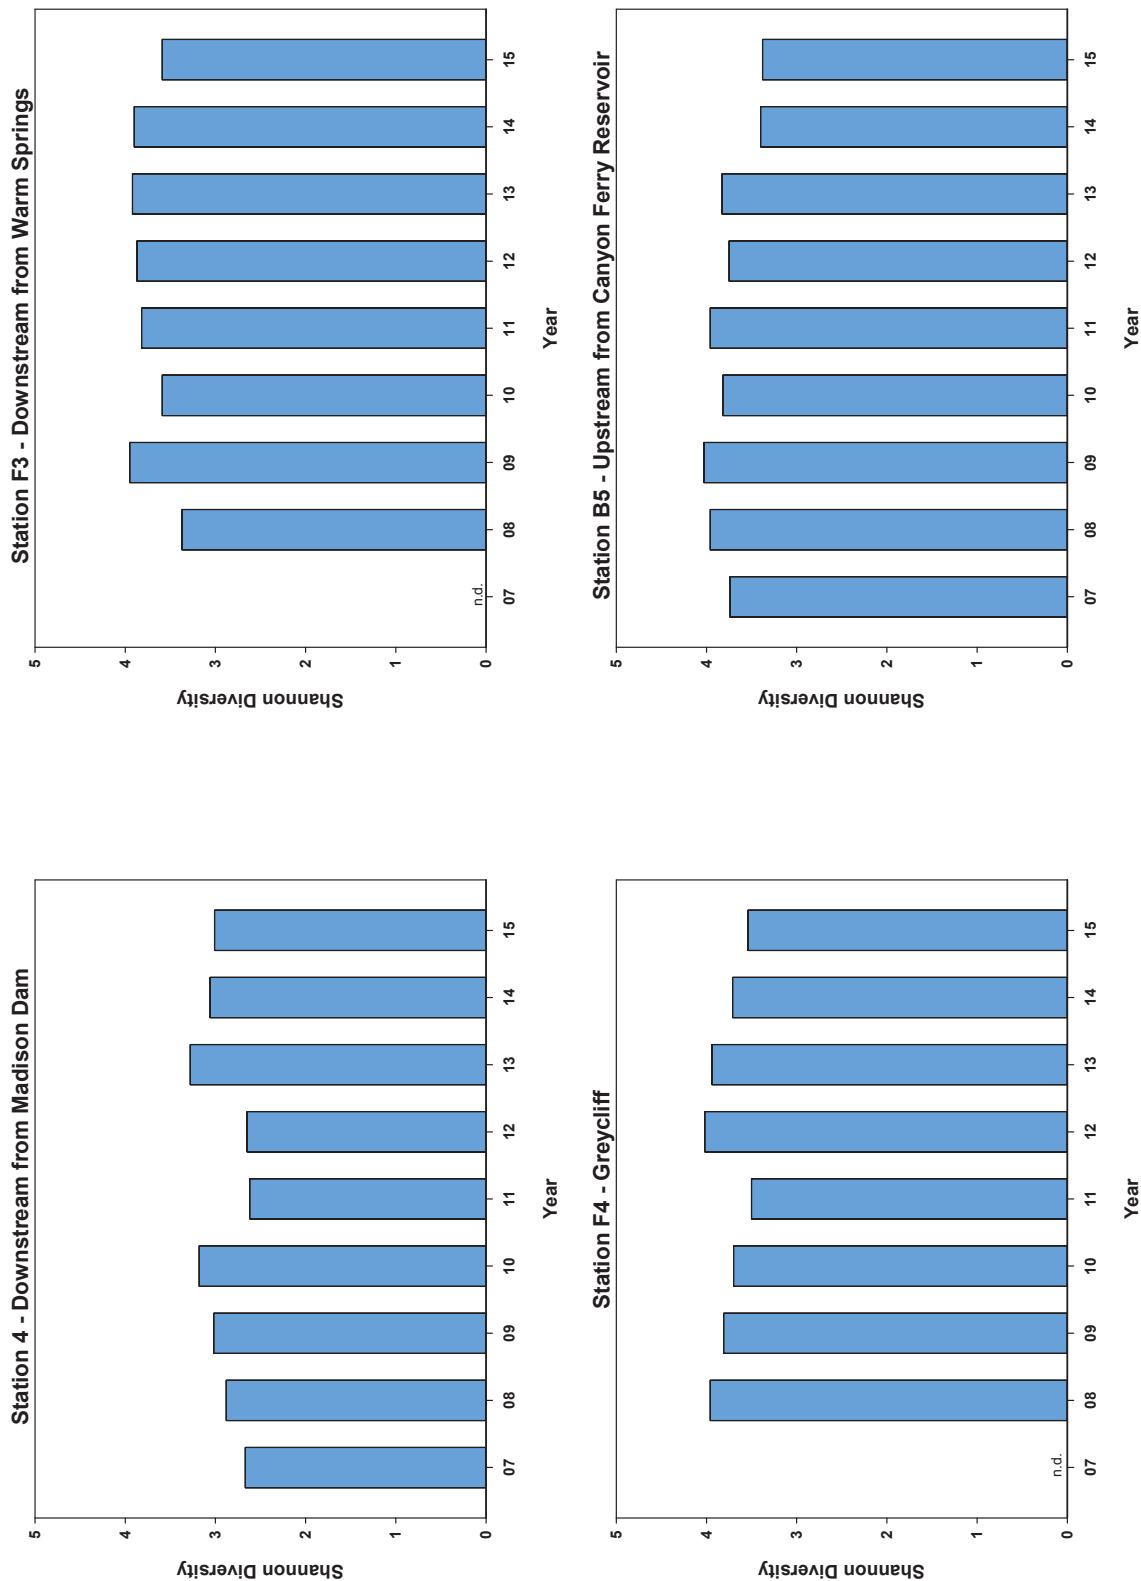 Station 4 - Downstream from Madison Dam
Shannon Diversity
5
4
3
2
1
0
07 08 09 10 11 12 13 14 15
Year
Station F3 - Downstream from Warm Springs
Shannon Diversity
5
4
3
2
1
0
n.d.
07 08 09 10 11 12 13 14 15
Year
Station F4 - Greycliff
Shannon Diversity
5
4
3
2
1
0
n.d.
07 08 09 10 11 12 13 14 15
Year
Station B5 - Upstream from Canyon Ferry Reservoir
Shannon Diversity
5
4
3
2
1
0
07 08 09 10 11 12 13 14 15
Year